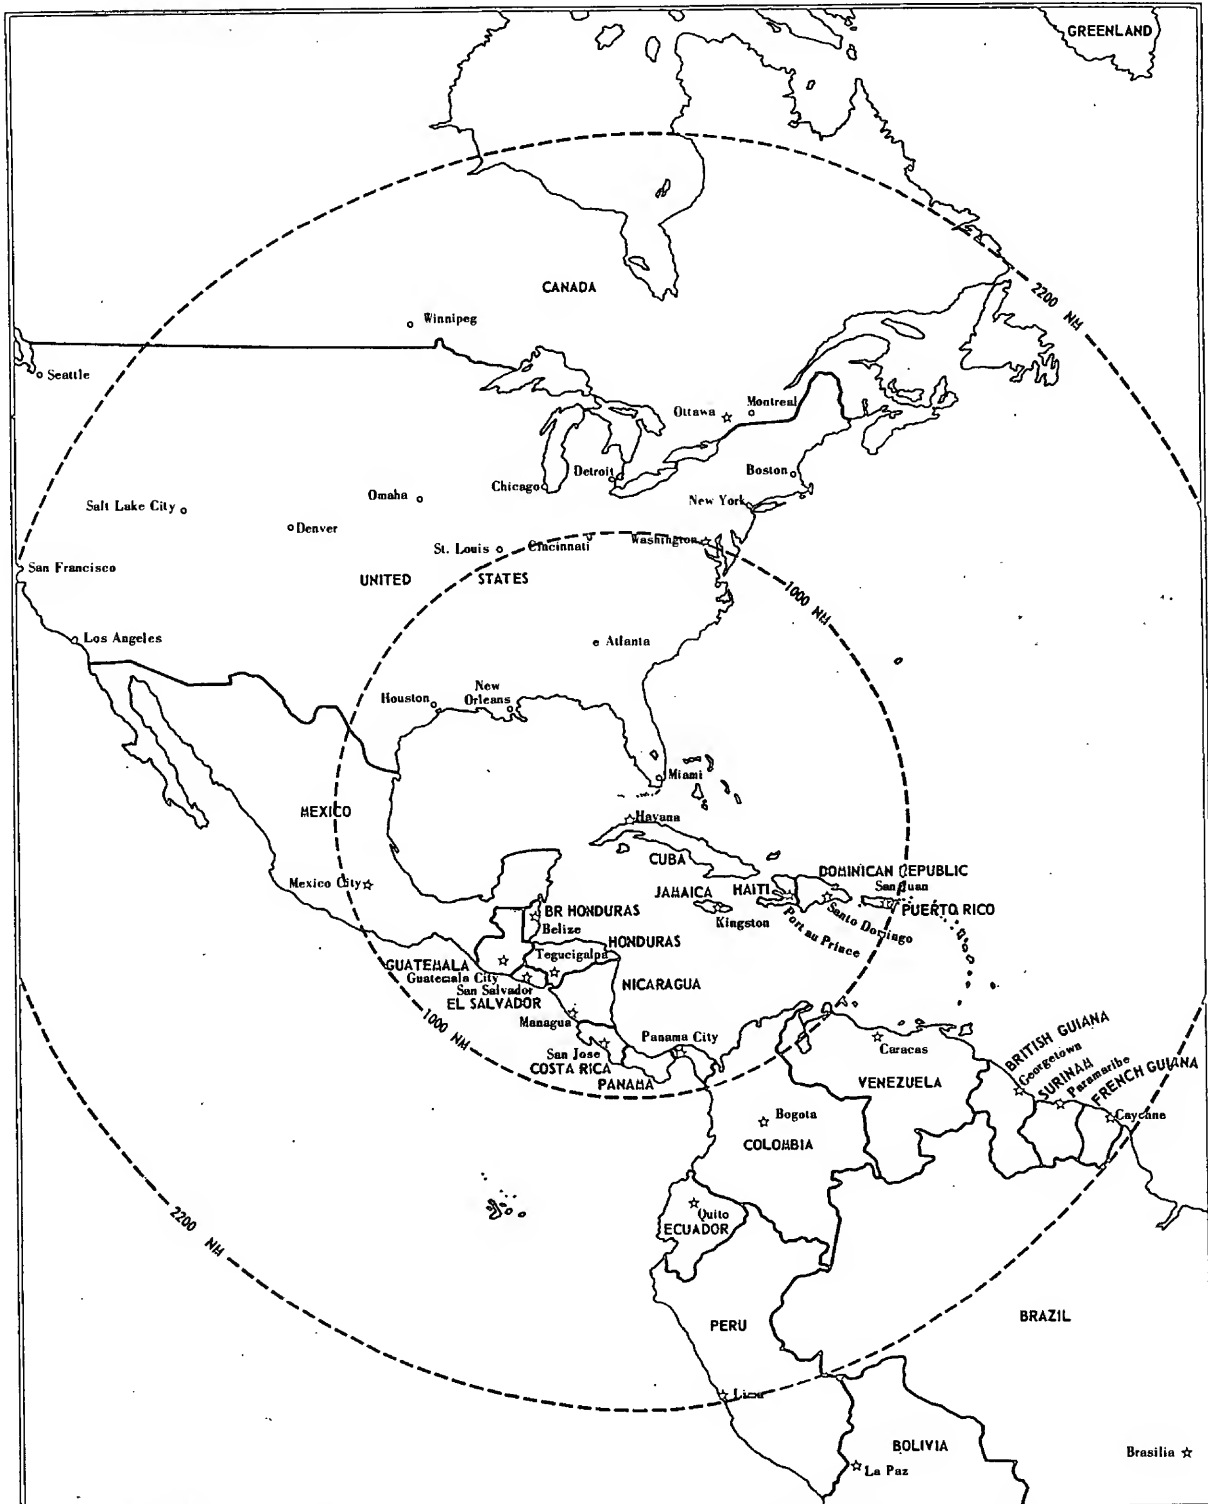 GREENLAND
CANADA
2200 NM
Winnipeg
Seattle
Ottawa
Montreal
Detroit
Boston
Chicago
Omaha
New York
Salt Lake City
Denver
St. Louis
Cincinnati
Washington
San Francisco
UNITED STATES
1000 NM
Los Angeles
Atlanta
Houston
New
Orleans
Miami
MEXICO
Havana
CUBA
DOMINICAN REPUBLIC
Mexico City
JAMAICA
HAITI
San Juan
PUERTO RICO
BR HONDURAS
Kingston
Santo Domingo
Belize
Port au Prince
HONDURAS
Tegucigalpa
GUATEMALA
Guatemala City
NICARAGUA
San Salvador
EL SALVADOR
1000 NM
Managua
Panama City
San Jose
COSTA RICA
PANAMA
Caracas
VENEZUELA
BRITISH GUIANA
Georgetown
SURINAM
Paramaribo
FRENCH GUIANA
Cayenne
Bogota
COLOMBIA
Quito
ECUADOR
2200 NM
PERU
BRAZIL
Lima
BOLIVIA
La Paz
Brasilia